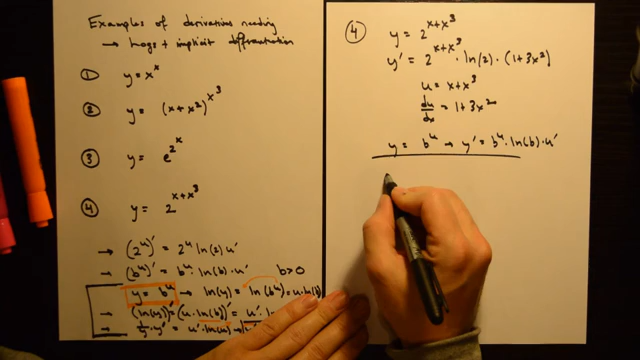 Examples of derivatives needing
→ Logs + implicit diffrentiation
① y = x^x
② y = (x + x²)^x³
③ y = e^2^x
④ y = 2^x+x³
→ (2^u)' = 2^u ln(2) u'
→ (b^u)' = b^u · ln(b) · u' b>0
y = b^u → ln(y) = ln(b^u) = u · ln(b)
→ (ln(y))' = (u · ln(b))' = u' · ln
→ 1/y · y' = u' · ln(b)
④ y = 2^x+x³
y' = 2^x+x³ · ln(2) · (1+3x²)
u = x + x³
du/dx = 1 + 3x²
y = b^u → y' = b^u · ln(b) · u'